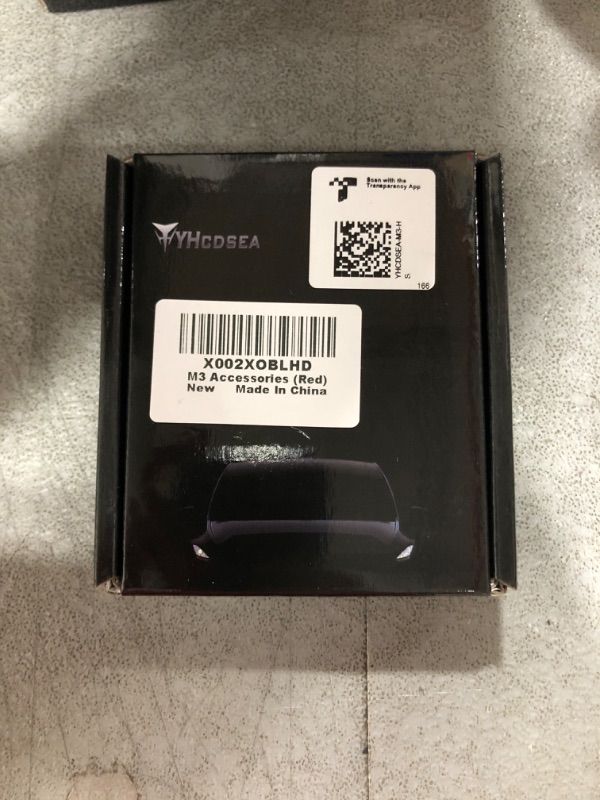 Scan with the
Transparency App
YHCDSEA
YHCDSEA-M3-H
S
166
X002XOBLHD
M3 Accessories (Red)
New Made In China